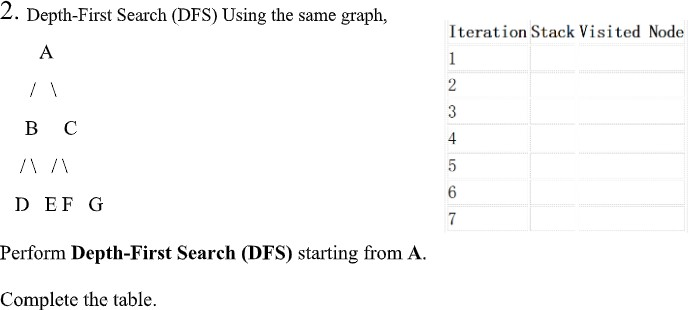 2. Depth-First Search (DFS) Using the same graph,
A
/ \
B C
/\ /\
D E F G
Perform Depth-First Search (DFS) starting from A.
Complete the table.
Iteration Stack Visited Node
1
2
3
4
5
6
7